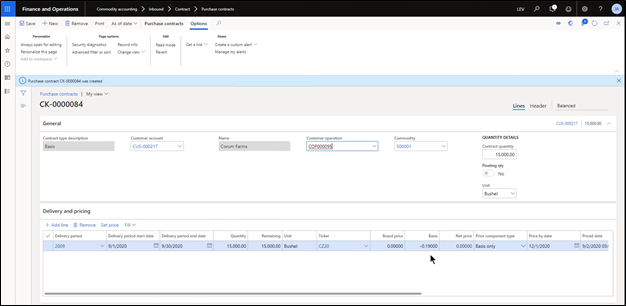 Finance and Operations
Commodity accounting > Inbound > Contract > Purchase contracts
LEV
JA
Save + New Remove Print As of date Purchase contracts Options
Personalize
Always open for editing
Personalize this page
Add to workspace
Page options
Security diagnostics
Advanced filter or sort
Record info
Change view
Edit
Read mode
Revert
Get a link
Share
Create a custom alert
Manage my alerts
Purchase contract CK-0000084 was created
Purchase contracts | My view
CK-0000084
Lines Header Balanced
General
CUS-000217 15,000.00
Contract type description
Basis
Customer account
CUS-000217
Name
Corum Farms
Customer operation
COP000095
Commodity
E00001
QUANTITY DETAILS
Contract quantity
15,000.00
Floating qty
No
Unit
Bushel
Delivery and pricing
+ Add line Remove Set price Fill
Delivery period Delivery period start date Delivery period end date Quantity Remaining Unit Ticker Board price Basis Net price Price component type Price by date Priced date
2009 9/1/2020 9/30/2020 15,000.00 15,000.00 Bushel CZ20 0.00000 -0.19000 0.00000 Basis only 12/1/2020 9/2/2020